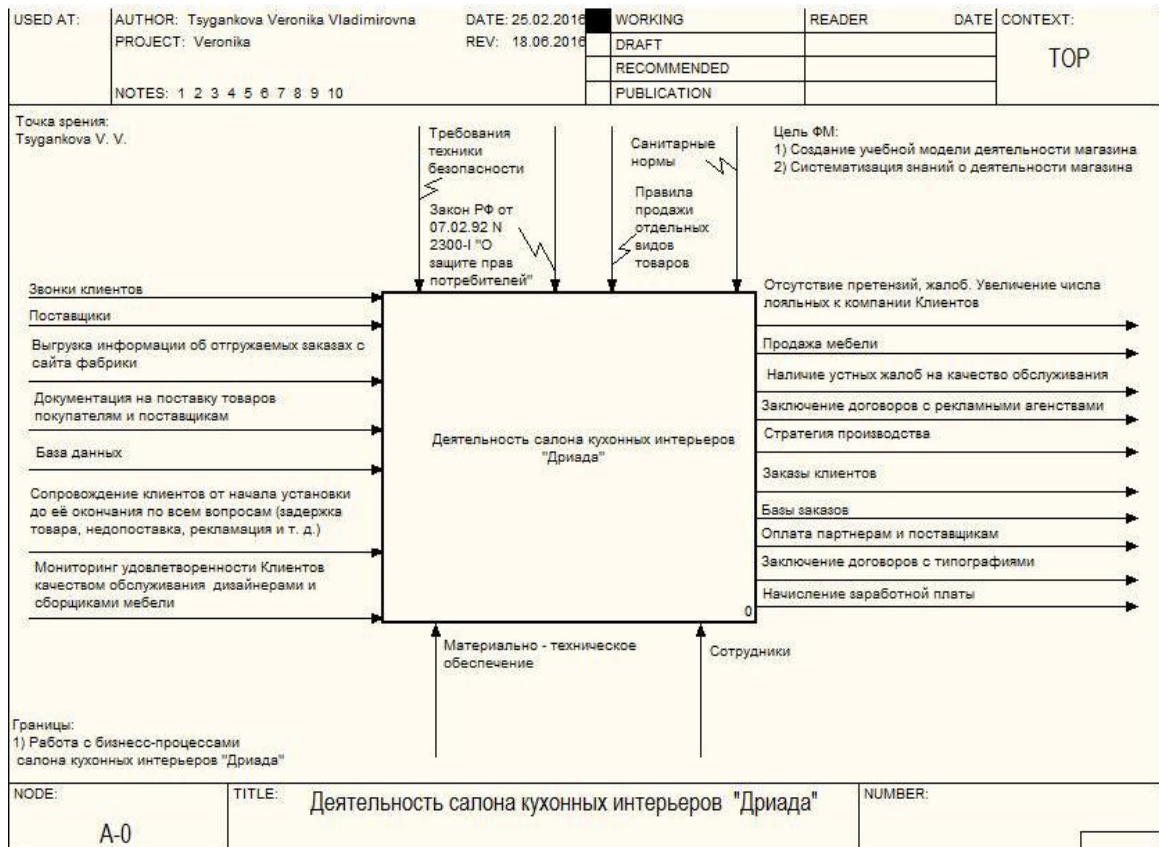 USED AT:
AUTHOR: Tsygankova Veronika Vladimirovna
DATE: 25.02.2016
PROJECT: Veronika
REV: 18.06.2016
NOTES: 1 2 3 4 5 6 7 8 9 10
WORKING
DRAFT
RECOMMENDED
PUBLICATION
READER
DATE
CONTEXT:
TOP
Точка зрения:
Tsygankova V. V.
Требования
техники
безопасности
Закон РФ от
07.02.92 N
2300-I "О
защите прав
потребителей"
Санитарные
нормы
Правила
продажи
отдельных
видов
товаров
Цель ФМ:
1) Создание учебной модели деятельности магазина
2) Систематизация знаний о деятельности магазина
Звонки клиентов
Поставщики
Выгрузка информации об отгружаемых заказах с
сайта фабрики
Документация на поставку товаров
покупателям и поставщикам
База данных
Сопровождение клиентов от начала установки
до её окончания по всем вопросам (задержка
товара, недопоставка, рекламация и т. д.)
Мониторинг удовлетворенности Клиентов
качеством обслуживания дизайнерами и
сборщиками мебели
Деятельность салона кухонных интерьеров
"Дриада"
0
Отсутствие претензий, жалоб. Увеличение числа
лояльных к компании Клиентов
Продажа мебели
Наличие устных жалоб на качество обслуживания
Заключение договоров с рекламными агенствами
Стратегия производства
Заказы клиентов
Базы заказов
Оплата партнерам и поставщикам
Заключение договоров с типографиями
Начисление заработной платы
Материально - техническое
обеспечение
Сотрудники
Границы:
1) Работа с бизнесс-процессами
салона кухонных интерьеров "Дриада"
NODE:
A-0
TITLE:
Деятельность салона кухонных интерьеров "Дриада"
NUMBER: